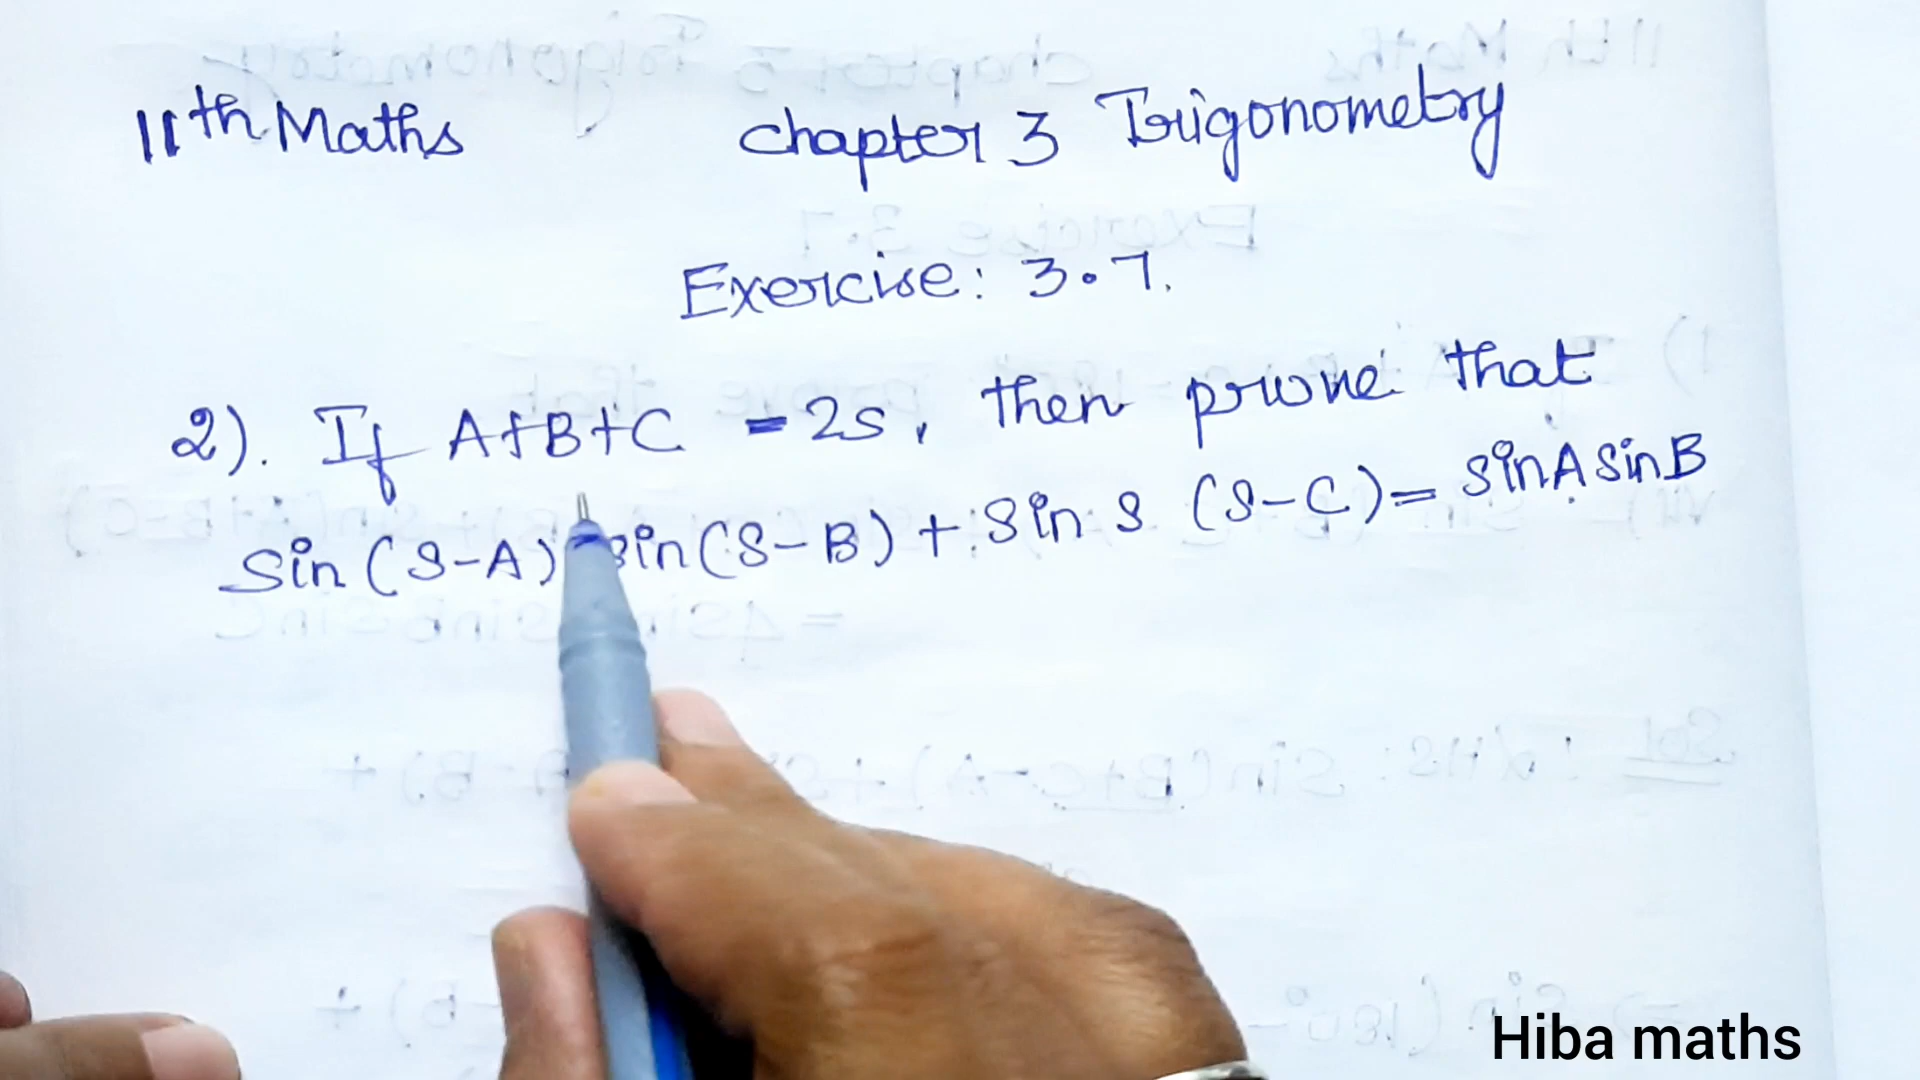 11th Maths chapter 3 Trigonometry
Exercise: 3.7.
2). If A+B+C = 2s, then prove that
Sin (S-A) sin (S-B) + Sin S (S-C) = sinA sinB
Hiba maths